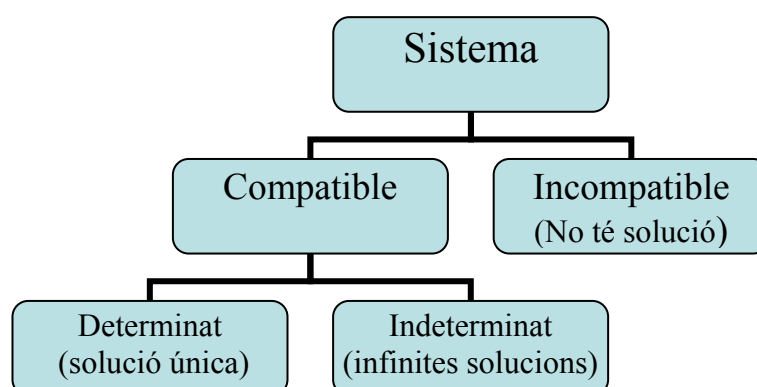 Sistema
Compatible
Incompatible
(No té solució)
Determinat
(solució única)
Indeterminat
(infinites solucions)